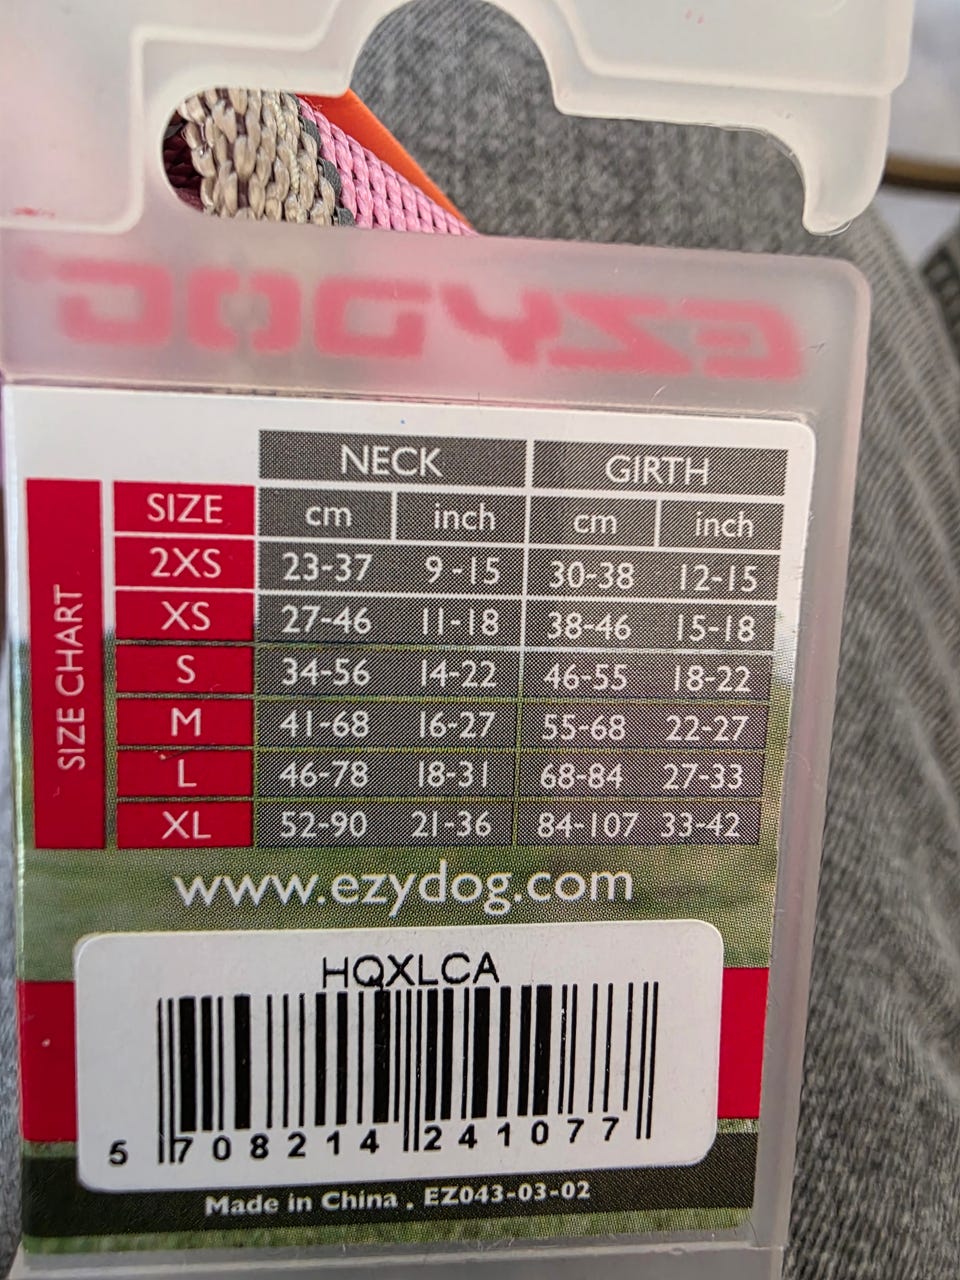 EZYDOG
NECK GIRTH
SIZE cm inch cm inch
2XS 23-37 9-15 30-38 12-15
XS 27-46 11-18 38-46 15-18
S 34-56 14-22 46-55 18-22
M 41-68 16-27 55-68 22-27
L 46-78 18-31 68-84 27-33
XL 52-90 21-36 84-107 33-42
SIZE CHART
www.ezydog.com
HQXLCA
5 708214 241077
Made in China . EZ043-03-02